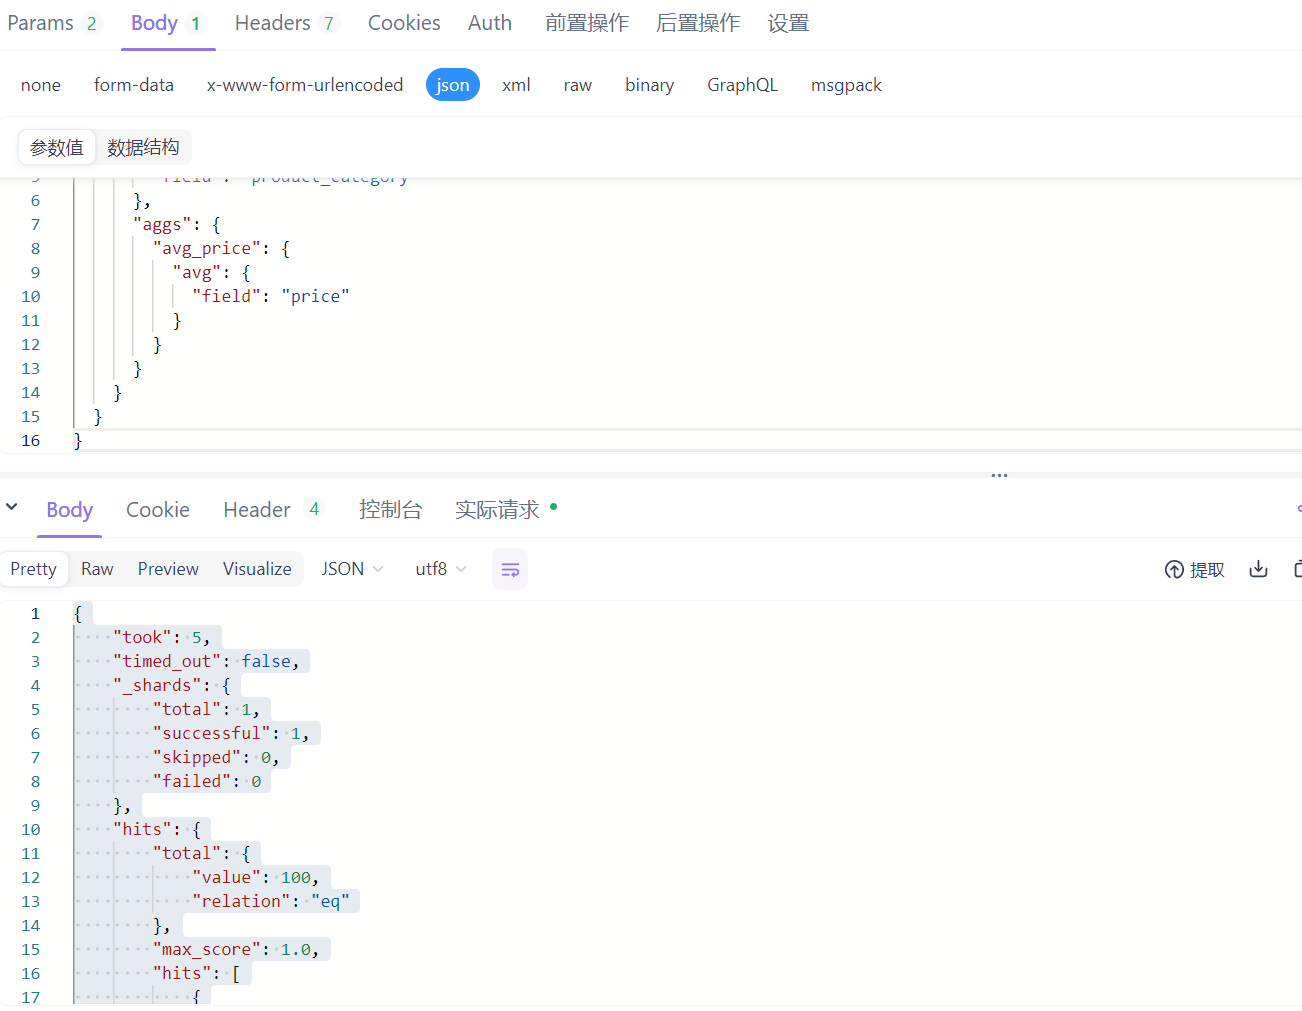 Params 2 Body 1 Headers 7 Cookies Auth 前置操作 后置操作 设置
none form-data x-www-form-urlencoded json xml raw binary GraphQL msgpack
参数值 数据结构
5 "field": "product_category"
6 },
7 "aggs": {
8 "avg_price": {
9 "avg": {
10 "field": "price"
11 }
12 }
13 }
14 }
15 }
16 }
Body Cookie Header 4 控制台 实际请求
Pretty Raw Preview Visualize JSON utf8 提取
1 {
2 "took": 5,
3 "timed_out": false,
4 "_shards": {
5 "total": 1,
6 "successful": 1,
7 "skipped": 0,
8 "failed": 0
9 },
10 "hits": {
11 "total": {
12 "value": 100,
13 "relation": "eq"
14 },
15 "max_score": 1.0,
16 "hits": [
17 {